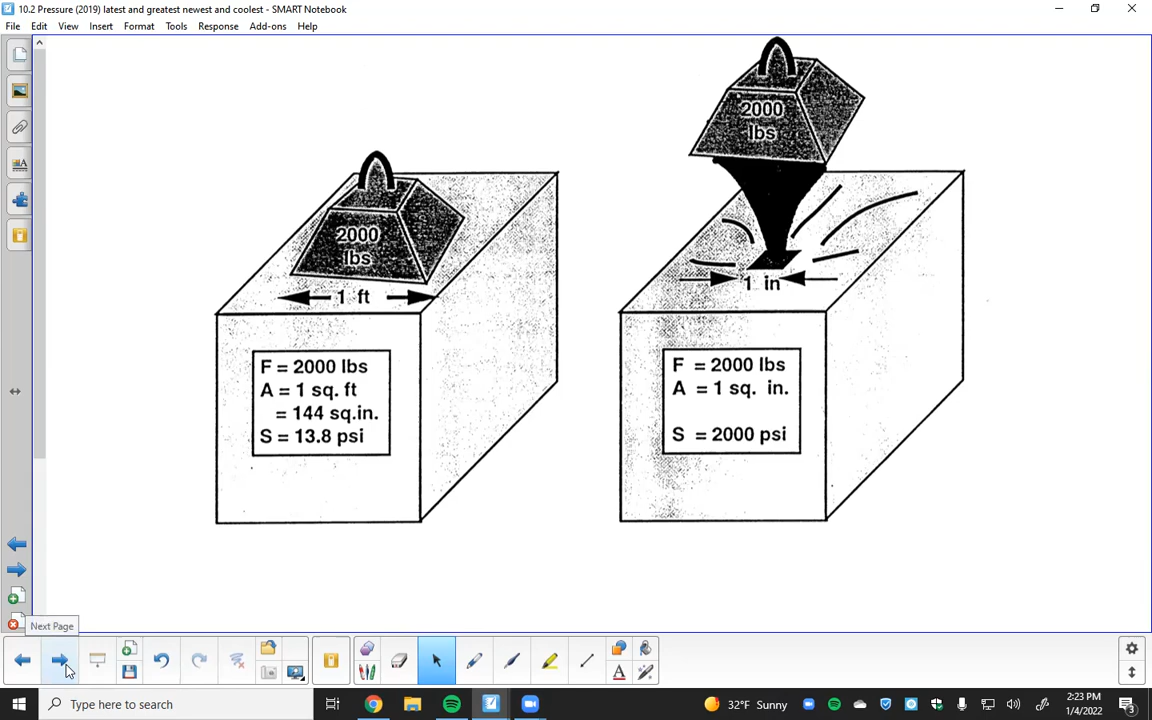 10.2 Pressure (2019) latest and greatest newest and coolest - SMART Notebook
File Edit View Insert Format Tools Response Add-ons Help
2000
lbs
1 ft
F = 2000 lbs
A = 1 sq. ft
= 144 sq.in.
S = 13.8 psi
2000
lbs
1 in
F = 2000 lbs
A = 1 sq. in.
S = 2000 psi
Next Page
Type here to search
32°F Sunny
2:23 PM
1/4/2022
3